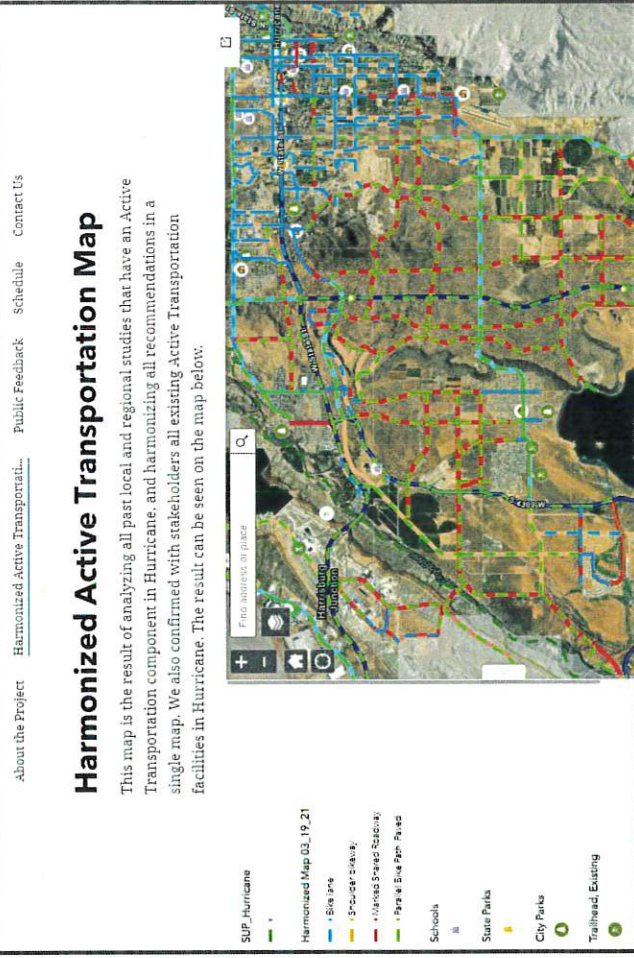 About the Project Harmonized Active Transportati... Public Feedback Schedule Contact Us
Harmonized Active Transportation Map
This map is the result of analyzing all past local and regional studies that have an Active
Transportation component in Hurricane, and harmonizing all recommendations in a
single map. We also confirmed with stakeholders all existing Active Transportation
facilities in Hurricane. The result can be seen on the map below.
SUP_Hurricane
Harmonized Map 03_19_21
Bike lane
Shoulder bikeway
Marked Shared Roadway
Parallel Bike Path, Paved
Schools
State Parks
City Parks
Trailhead, Existing
+
Find address or place
−
Hurricane
W State St
W State St
Harrisburg
Junction
S 4300 W